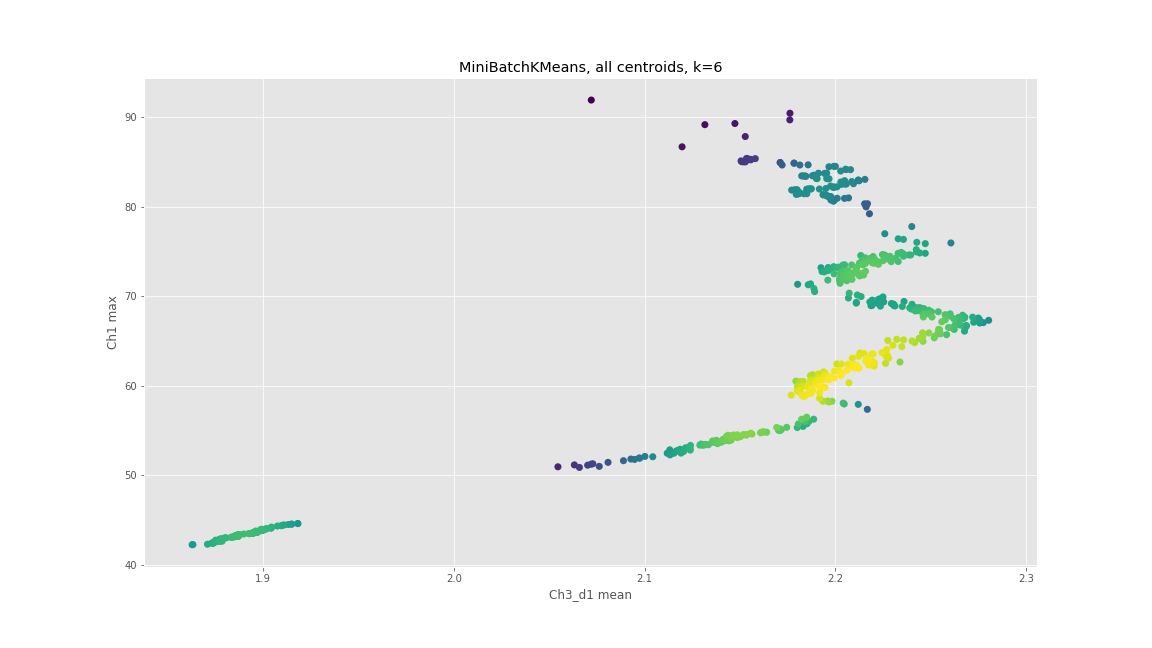 MiniBatchKMeans, all centroids, k=6
Ch1 max
90
80
70
60
50
40
1.9 2.0 2.1 2.2 2.3
Ch3_d1 mean